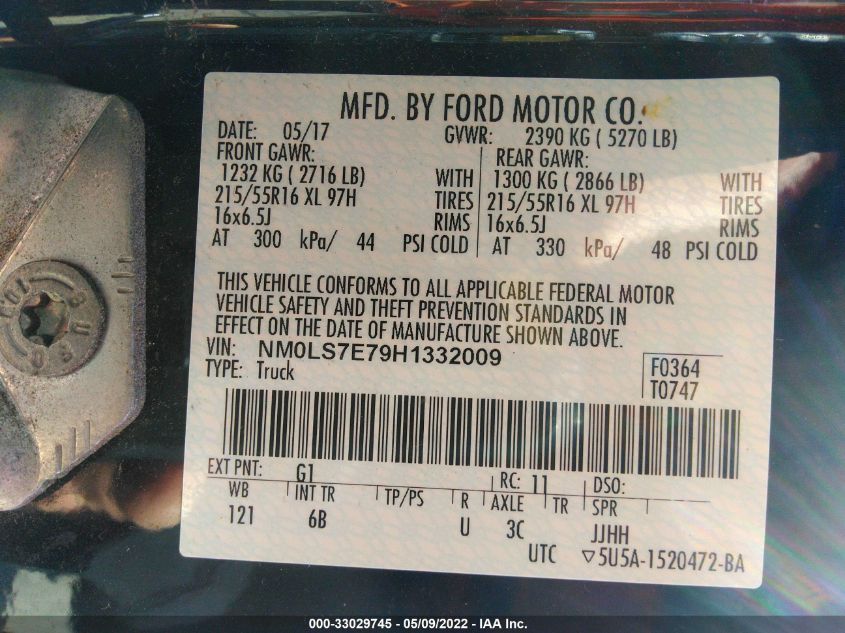 MFD. BY FORD MOTOR CO.
DATE: 05/17 GVWR: 2390 KG ( 5270 LB)
FRONT GAWR: REAR GAWR:
1232 KG ( 2716 LB) WITH 1300 KG ( 2866 LB) WITH
215/55R16 XL 97H TIRES 215/55R16 XL 97H TIRES
16x6.5J RIMS 16x6.5J RIMS
AT 300 kPa/ 44 PSI COLD AT 330 kPa/ 48 PSI COLD
THIS VEHICLE CONFORMS TO ALL APPLICABLE FEDERAL MOTOR
VEHICLE SAFETY AND THEFT PREVENTION STANDARDS IN
EFFECT ON THE DATE OF MANUFACTURE SHOWN ABOVE.
VIN: NM0LS7E79H1332009
TYPE: Truck
F0364
T0747
EXT PNT: G1 RC: 11 DSO:
WB INT TR TP/PS R AXLE TR SPR
121 6B U 3C JJHH
UTC ▽5U5A-1520472-BA
000-33029745 - 05/09/2022 - IAA Inc.